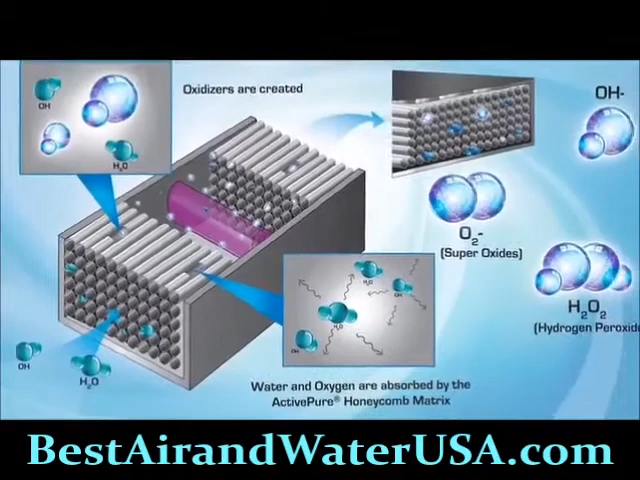 Oxidizers are created
OH
H₂O
OH-
O₂-
(Super Oxides)
H₂O₂
(Hydrogen Peroxide
H₂O
OH
H₂O
OH
OH
H₂O
Water and Oxygen are absorbed by the
ActivePure® Honeycomb Matrix
BestAirandWaterUSA.com